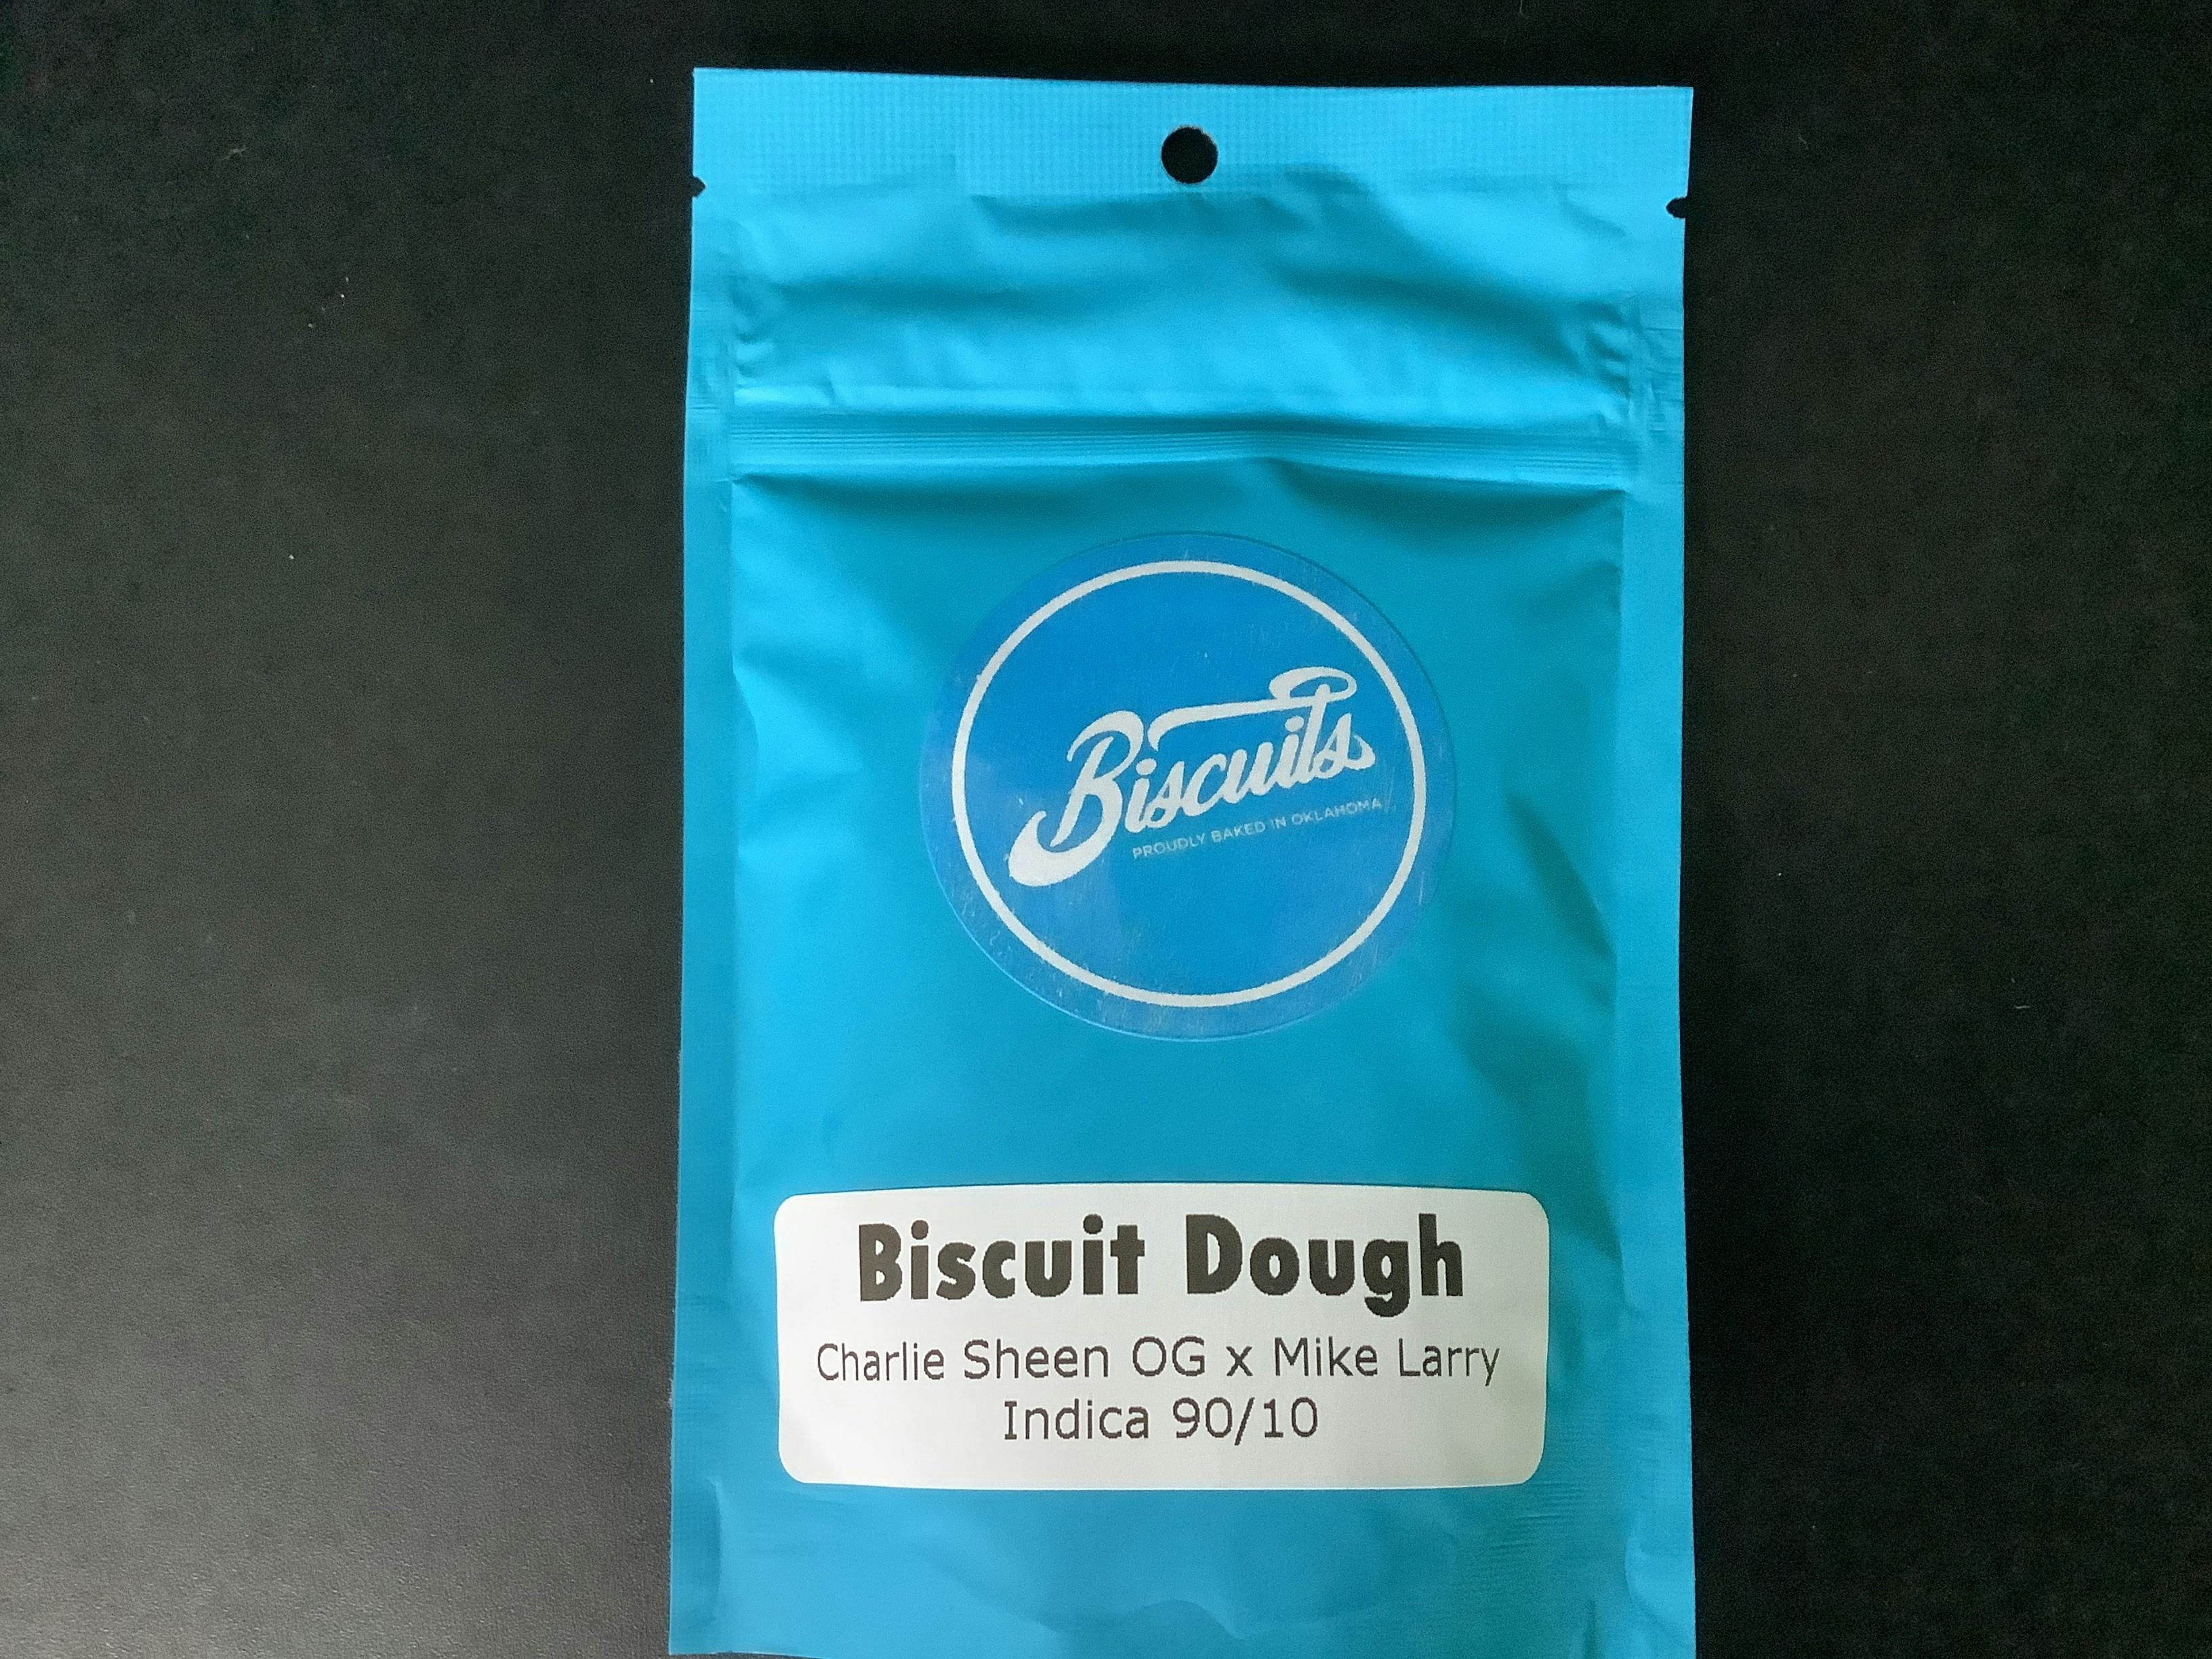 Biscuits
PROUDLY BAKED IN OKLAHOMA
Biscuit Dough
Charlie Sheen OG x Mike Larry
Indica 90/10